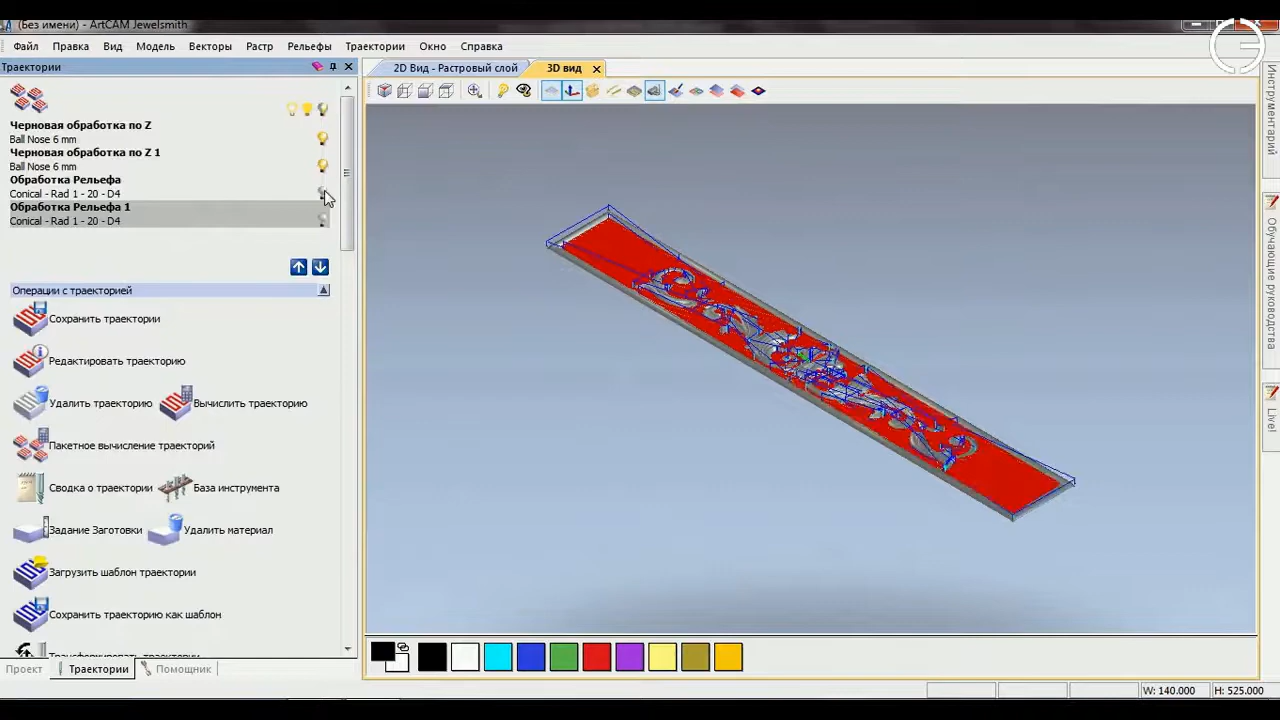 (Без имени) - ArtCAM Jewelsmith
Файл Правка Вид Модель Векторы Растр Рельефы Траектории Окно Справка
Траектории
2D Вид - Растровый слой 3D вид
Черновая обработка по Z
Ball Nose 6 mm
Черновая обработка по Z 1
Ball Nose 6 mm
Обработка Рельефа
Conical - Rad 1 - 20 - D4
Обработка Рельефа 1
Conical - Rad 1 - 20 - D4
Операции с траекторией
Сохранить траектории
Редактировать траекторию
Удалить траекторию Вычислить траекторию
Пакетное вычисление траекторий
Сводка о траектории База инструмента
Задание Заготовки Удалить материал
Загрузить шаблон траектории
Сохранить траекторию как шаблон
Трансформировать траектории
Проект Траектории Помощник
Инструментарий
Обучающие руководства
Live!
W: 140.000 H: 525.000